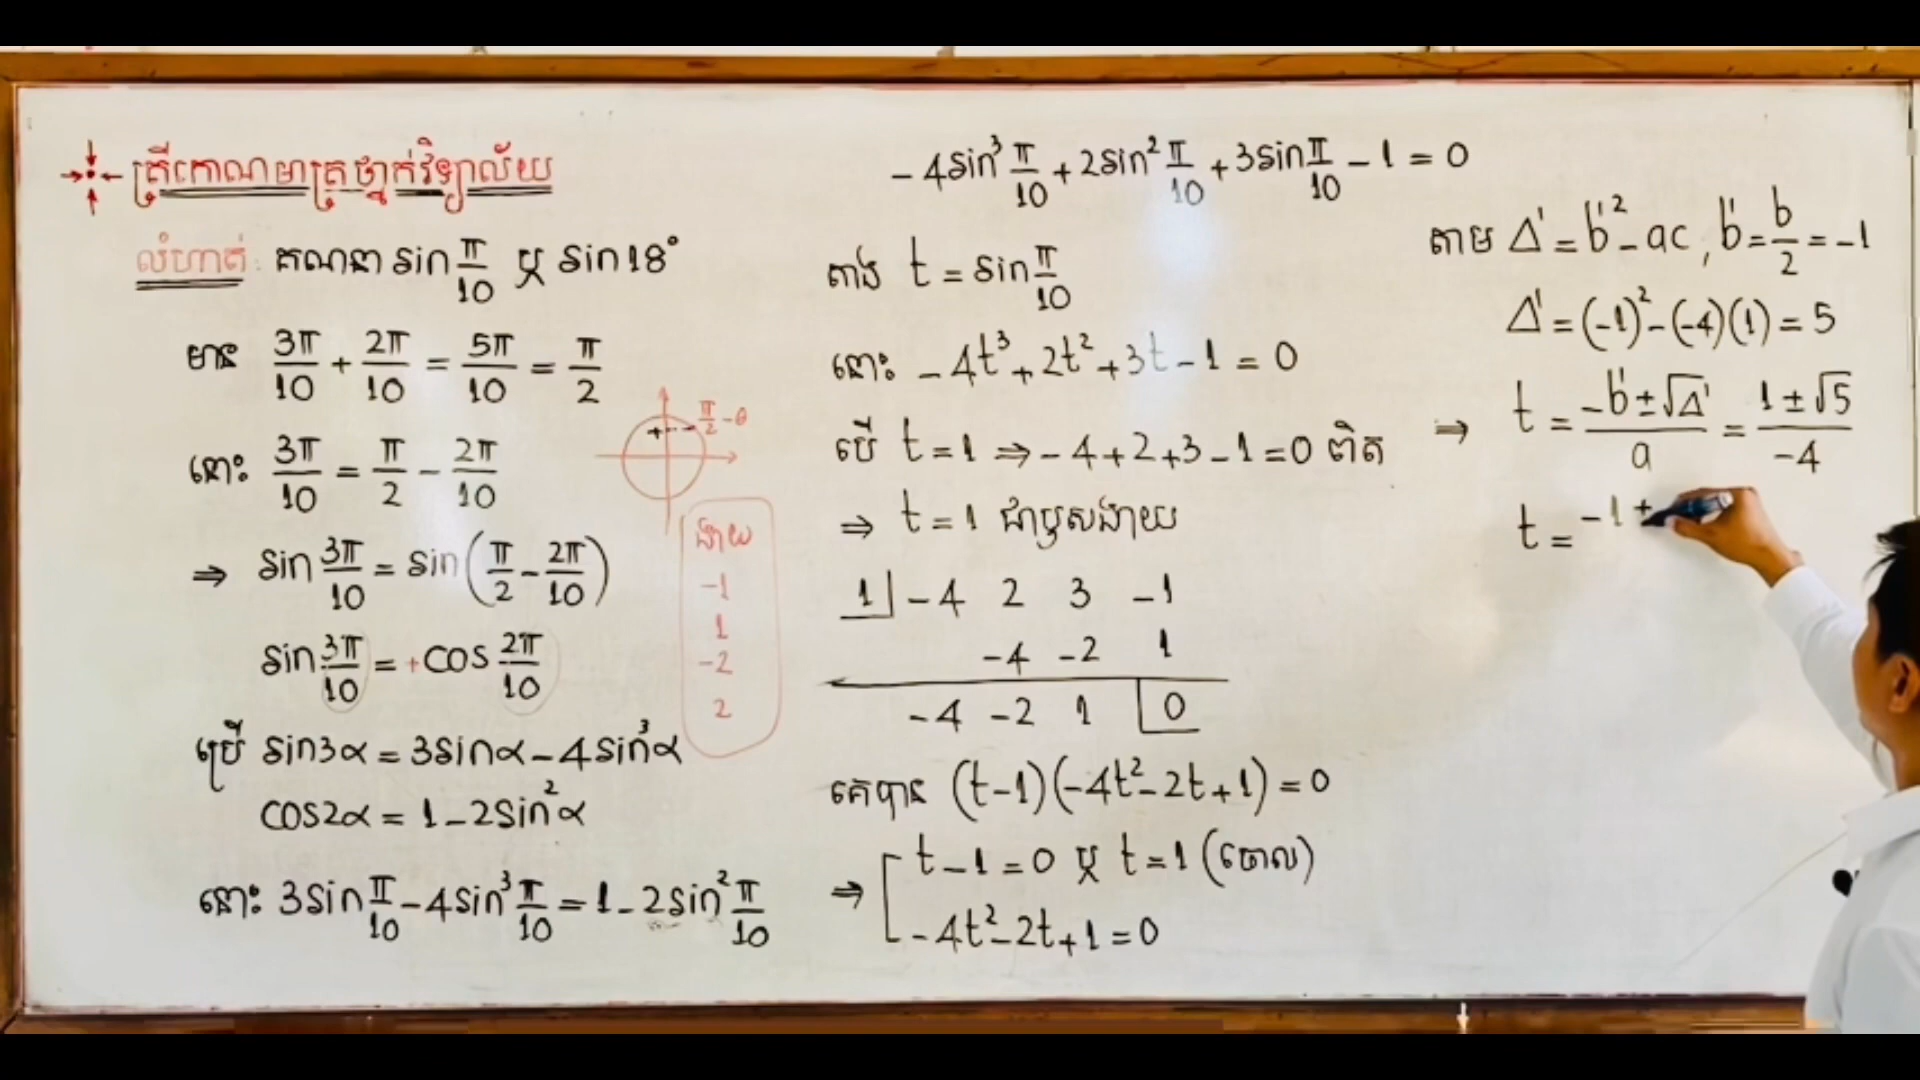 ត្រីកោណមាត្រថ្នាក់វិទ្យាល័យ
លំហាត់ គណនា sin π/10 ឬ sin 18°
មាន 3π/10 + 2π/10 = 5π/10 = π/2
នោះ 3π/10 = π/2 - 2π/10
⇒ sin 3π/10 = sin(π/2 - 2π/10)
sin 3π/10 = +cos 2π/10
ប្រើ sin3α = 3sinα - 4sin³α
cos2α = 1 - 2sin²α
នោះ 3sin π/10 - 4sin³ π/10 = 1 - 2sin² π/10
+ π/2 - θ
ងាយ
-1
1
-2
2
-4sin³ π/10 + 2sin² π/10 + 3sin π/10 - 1 = 0
តាង t = sin π/10
នោះ -4t³ + 2t² + 3t - 1 = 0
បើ t = 1 ⇒ -4 + 2 + 3 - 1 = 0 ពិត
⇒ t = 1 ជាឫសងាយ
1 | -4 2 3 -1
-4 -2 1
-4 -2 1 | 0
គេបាន (t-1)(-4t² - 2t + 1) = 0
⇒ [ t - 1 = 0 ឬ t = 1 (ចោល)
-4t² - 2t + 1 = 0
តាម Δ' = b'² - ac , b' = b/2 = -1
Δ' = (-1)² - (-4)(1) = 5
⇒ t = (-b' ± √Δ')/a = (1 ± √5)/-4
t = -1 ±